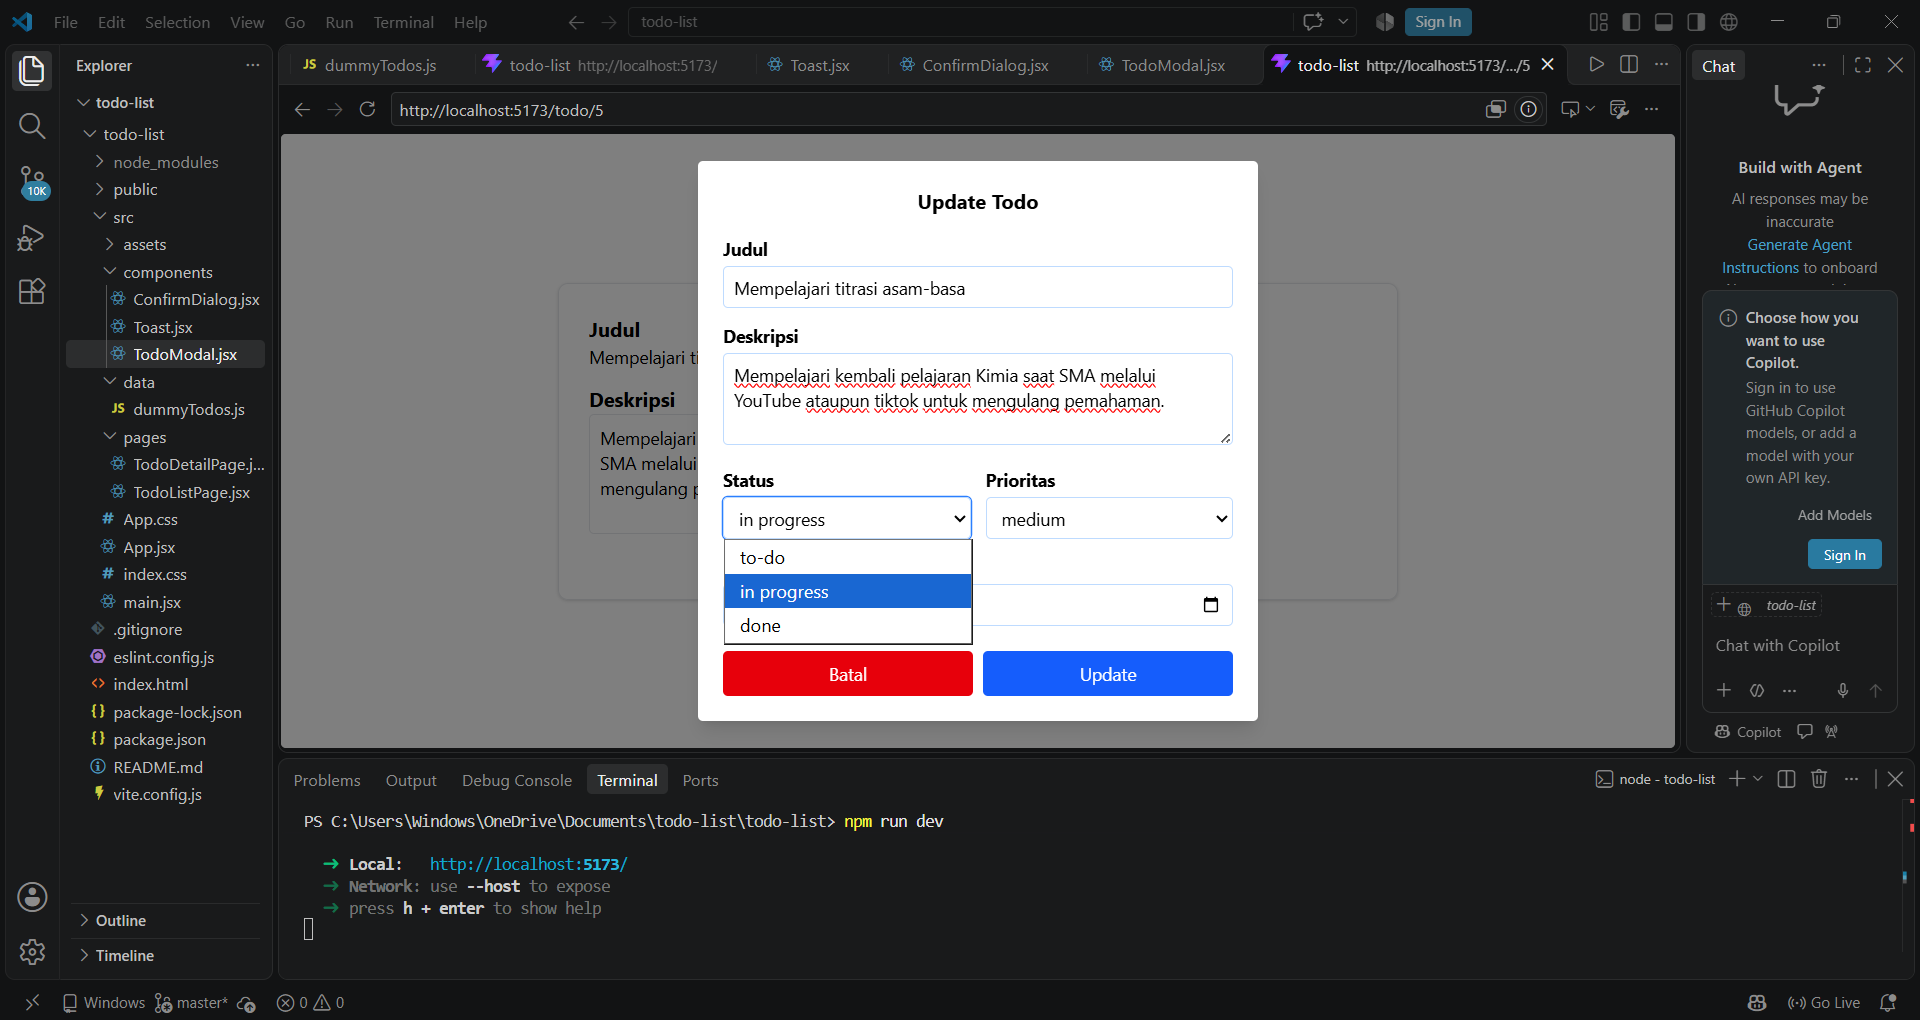 File Edit Selection View Go Run Terminal Help
todo-list
Sign In
Explorer
todo-list
todo-list
node_modules
public
src
assets
components
ConfirmDialog.jsx
Toast.jsx
TodoModal.jsx
data
JS dummyTodos.js
pages
TodoDetailPage.j...
TodoListPage.jsx
# App.css
App.jsx
# index.css
main.jsx
.gitignore
eslint.config.js
<> index.html
{} package-lock.json
{} package.json
README.md
vite.config.js
Outline
Timeline
10K
JS dummyTodos.js
todo-list http://localhost:5173/
Toast.jsx
ConfirmDialog.jsx
TodoModal.jsx
todo-list http://localhost:5173/.../5
http://localhost:5173/todo/5
Judul
Mempelajari ti
Deskripsi
Mempelajari
SMA melalui
mengulang p
Update Todo
Judul
Mempelajari titrasi asam-basa
Deskripsi
Mempelajari kembali pelajaran Kimia saat SMA melalui
YouTube ataupun tiktok untuk mengulang pemahaman.
Status Prioritas
in progress medium
to-do
in progress
done
Batal Update
Chat
Build with Agent
AI responses may be
inaccurate
Generate Agent
Instructions to onboard
Choose how you
want to use
Copilot.
Sign in to use
GitHub Copilot
models, or add a
model with your
own API key.
Add Models
Sign In
todo-list
Chat with Copilot
Copilot
Problems Output Debug Console Terminal Ports
node - todo-list
PS C:\Users\Windows\OneDrive\Documents\todo-list\todo-list> npm run dev
➜ Local: http://localhost:5173/
➜ Network: use --host to expose
➜ press h + enter to show help
Windows master* 0 0
Go Live